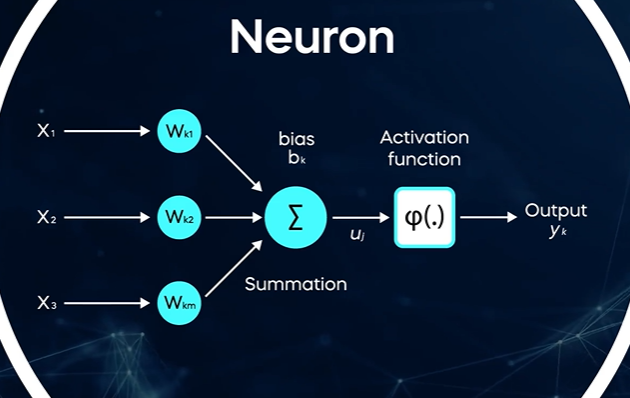 Neuron
X₁
Wₖ₁
bias
bₖ
Activation
function
X₂
Wₖ₂
Σ
uⱼ
φ(.)
Output
yₖ
X₃
Wₖₘ
Summation